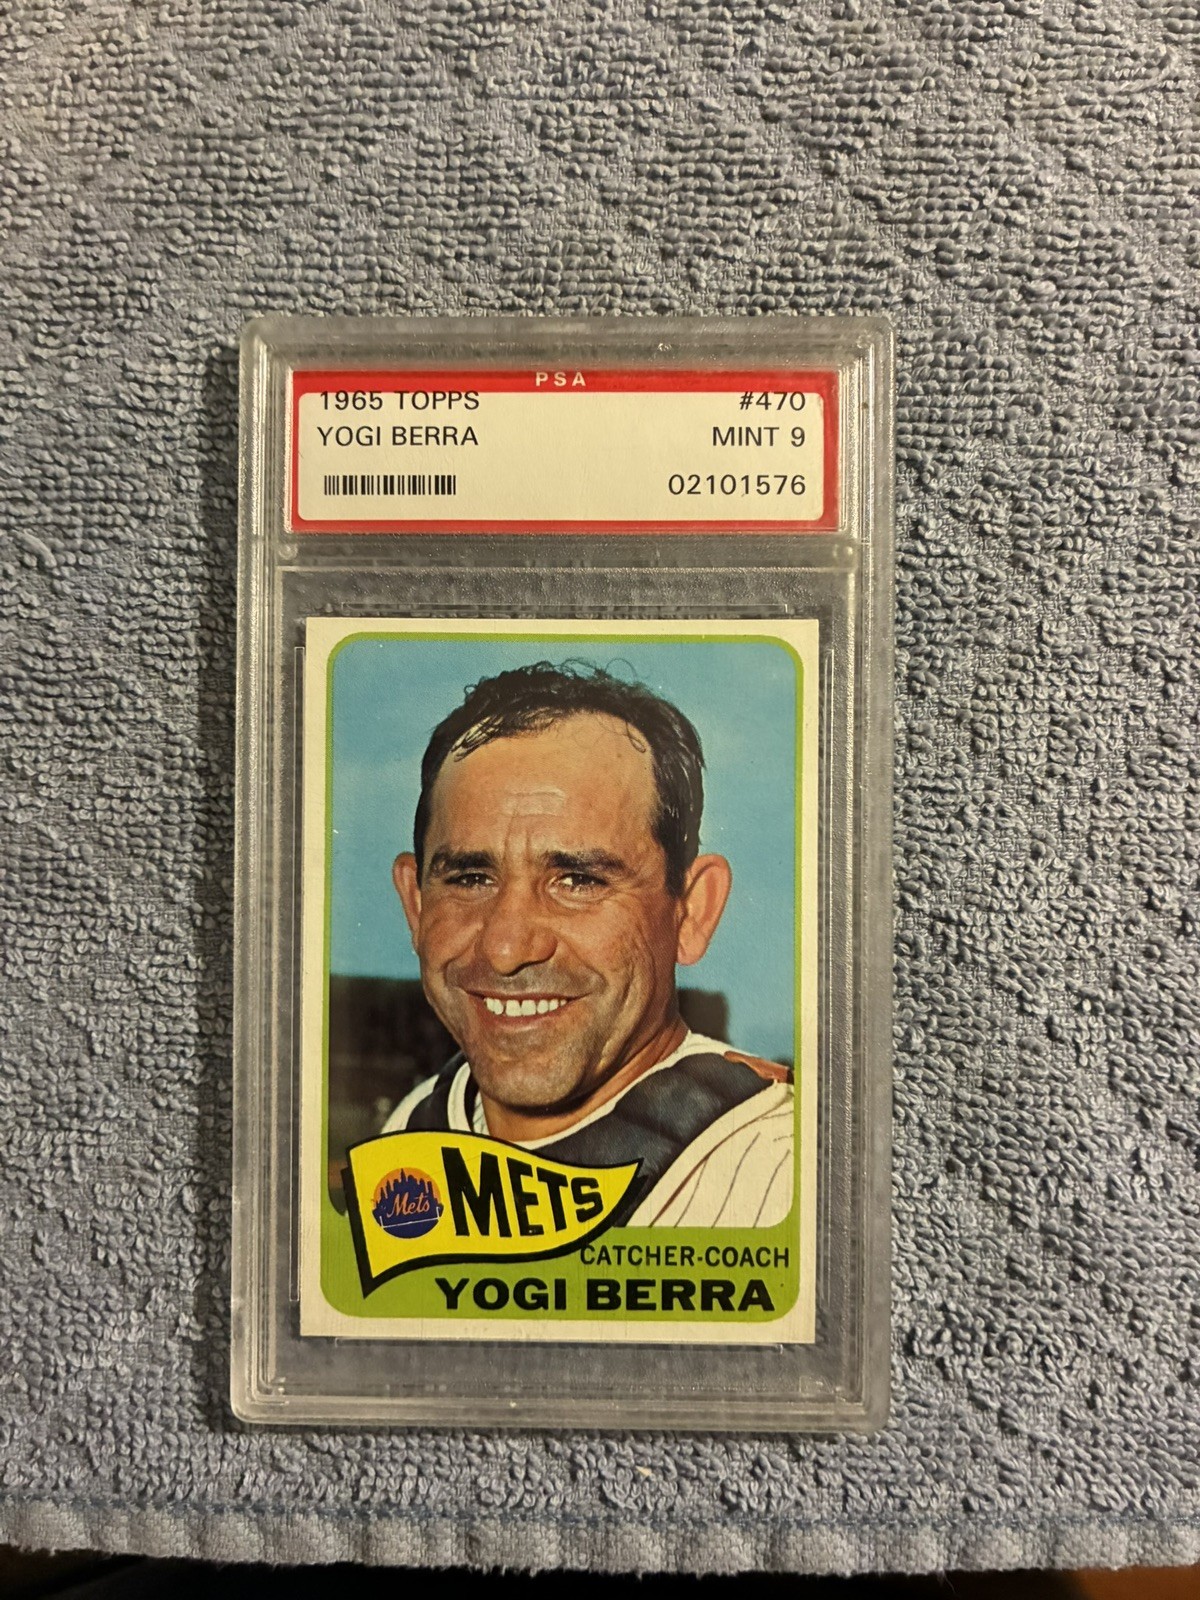 PSA
1965 TOPPS #470
YOGI BERRA MINT 9
02101576
Mets
METS
CATCHER-COACH
YOGI BERRA